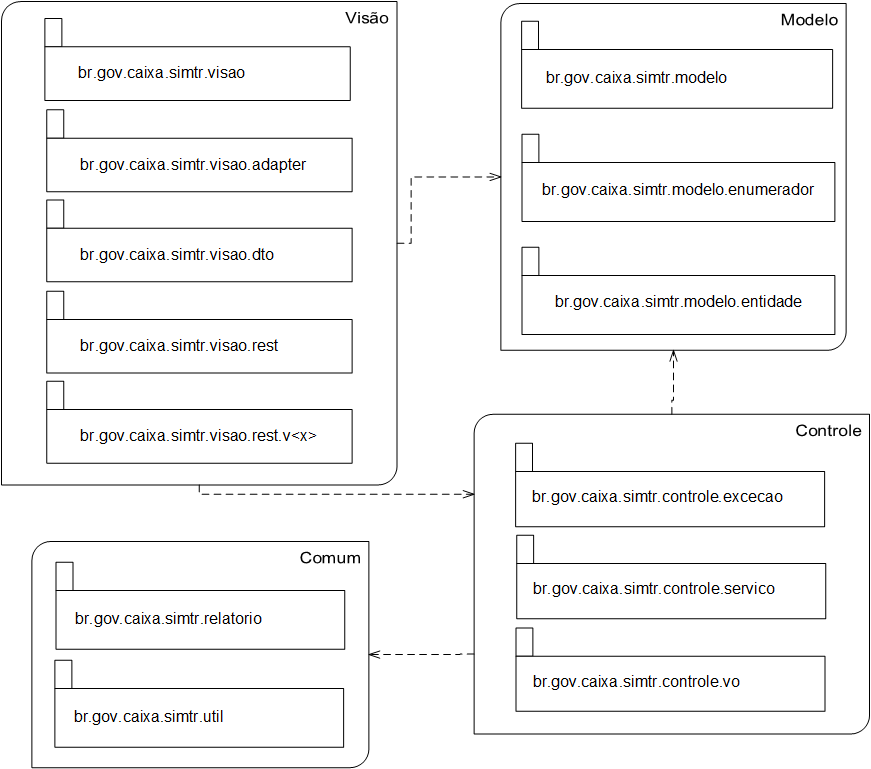 Visão
br.gov.caixa.simtr.visao
br.gov.caixa.simtr.visao.adapter
br.gov.caixa.simtr.visao.dto
br.gov.caixa.simtr.visao.rest
br.gov.caixa.simtr.visao.rest.v<x>
Modelo
br.gov.caixa.simtr.modelo
br.gov.caixa.simtr.modelo.enumerador
br.gov.caixa.simtr.modelo.entidade
Controle
br.gov.caixa.simtr.controle.excecao
br.gov.caixa.simtr.controle.servico
br.gov.caixa.simtr.controle.vo
Comum
br.gov.caixa.simtr.relatorio
br.gov.caixa.simtr.util